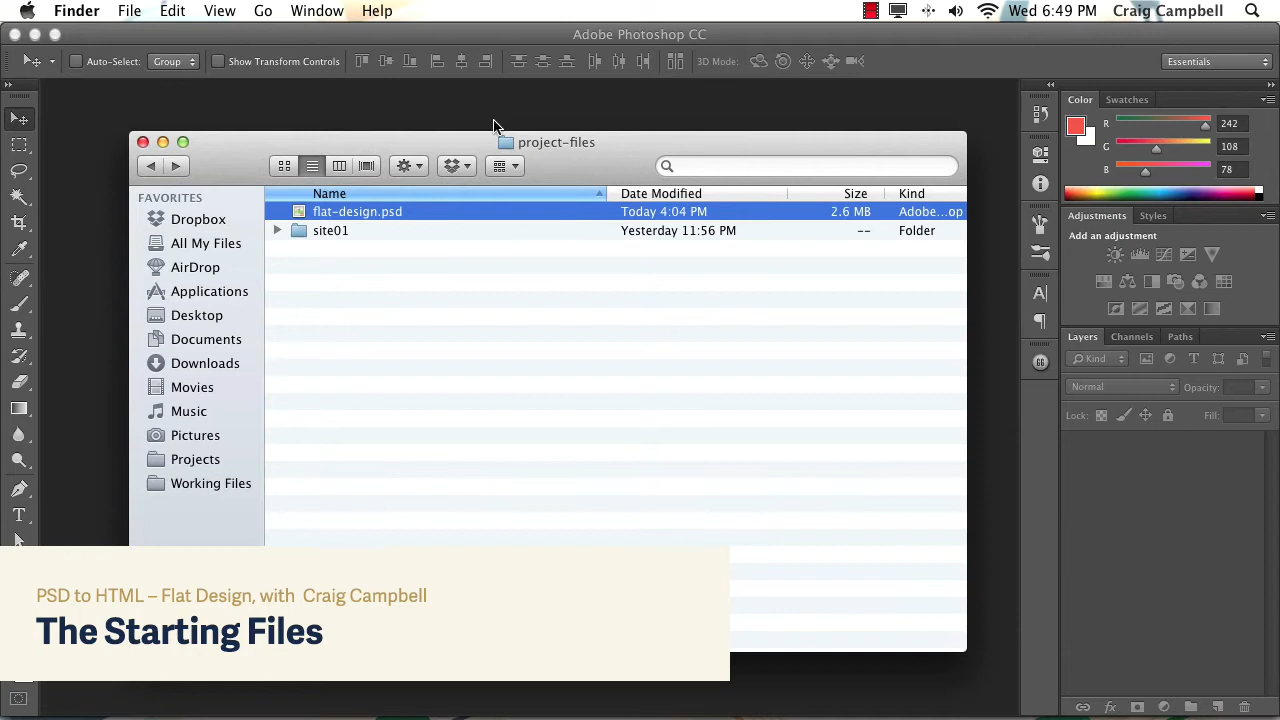 Finder File Edit View Go Window Help Wed 6:49 PM Craig Campbell
Adobe Photoshop CC
Auto-Select: Group Show Transform Controls 3D Mode: Essentials
Color Swatches
R 242
G 108
B 78
Adjustments Styles
Add an adjustment
Layers Channels Paths
Kind
Normal Opacity:
Lock: Fill:
project-files
FAVORITES
Dropbox
All My Files
AirDrop
Applications
Desktop
Documents
Downloads
Movies
Music
Pictures
Projects
Working Files
Name Date Modified Size Kind
flat-design.psd Today 4:04 PM 2.6 MB Adobe...op
site01 Yesterday 11:56 PM -- Folder
PSD to HTML – Flat Design, with Craig Campbell
The Starting Files